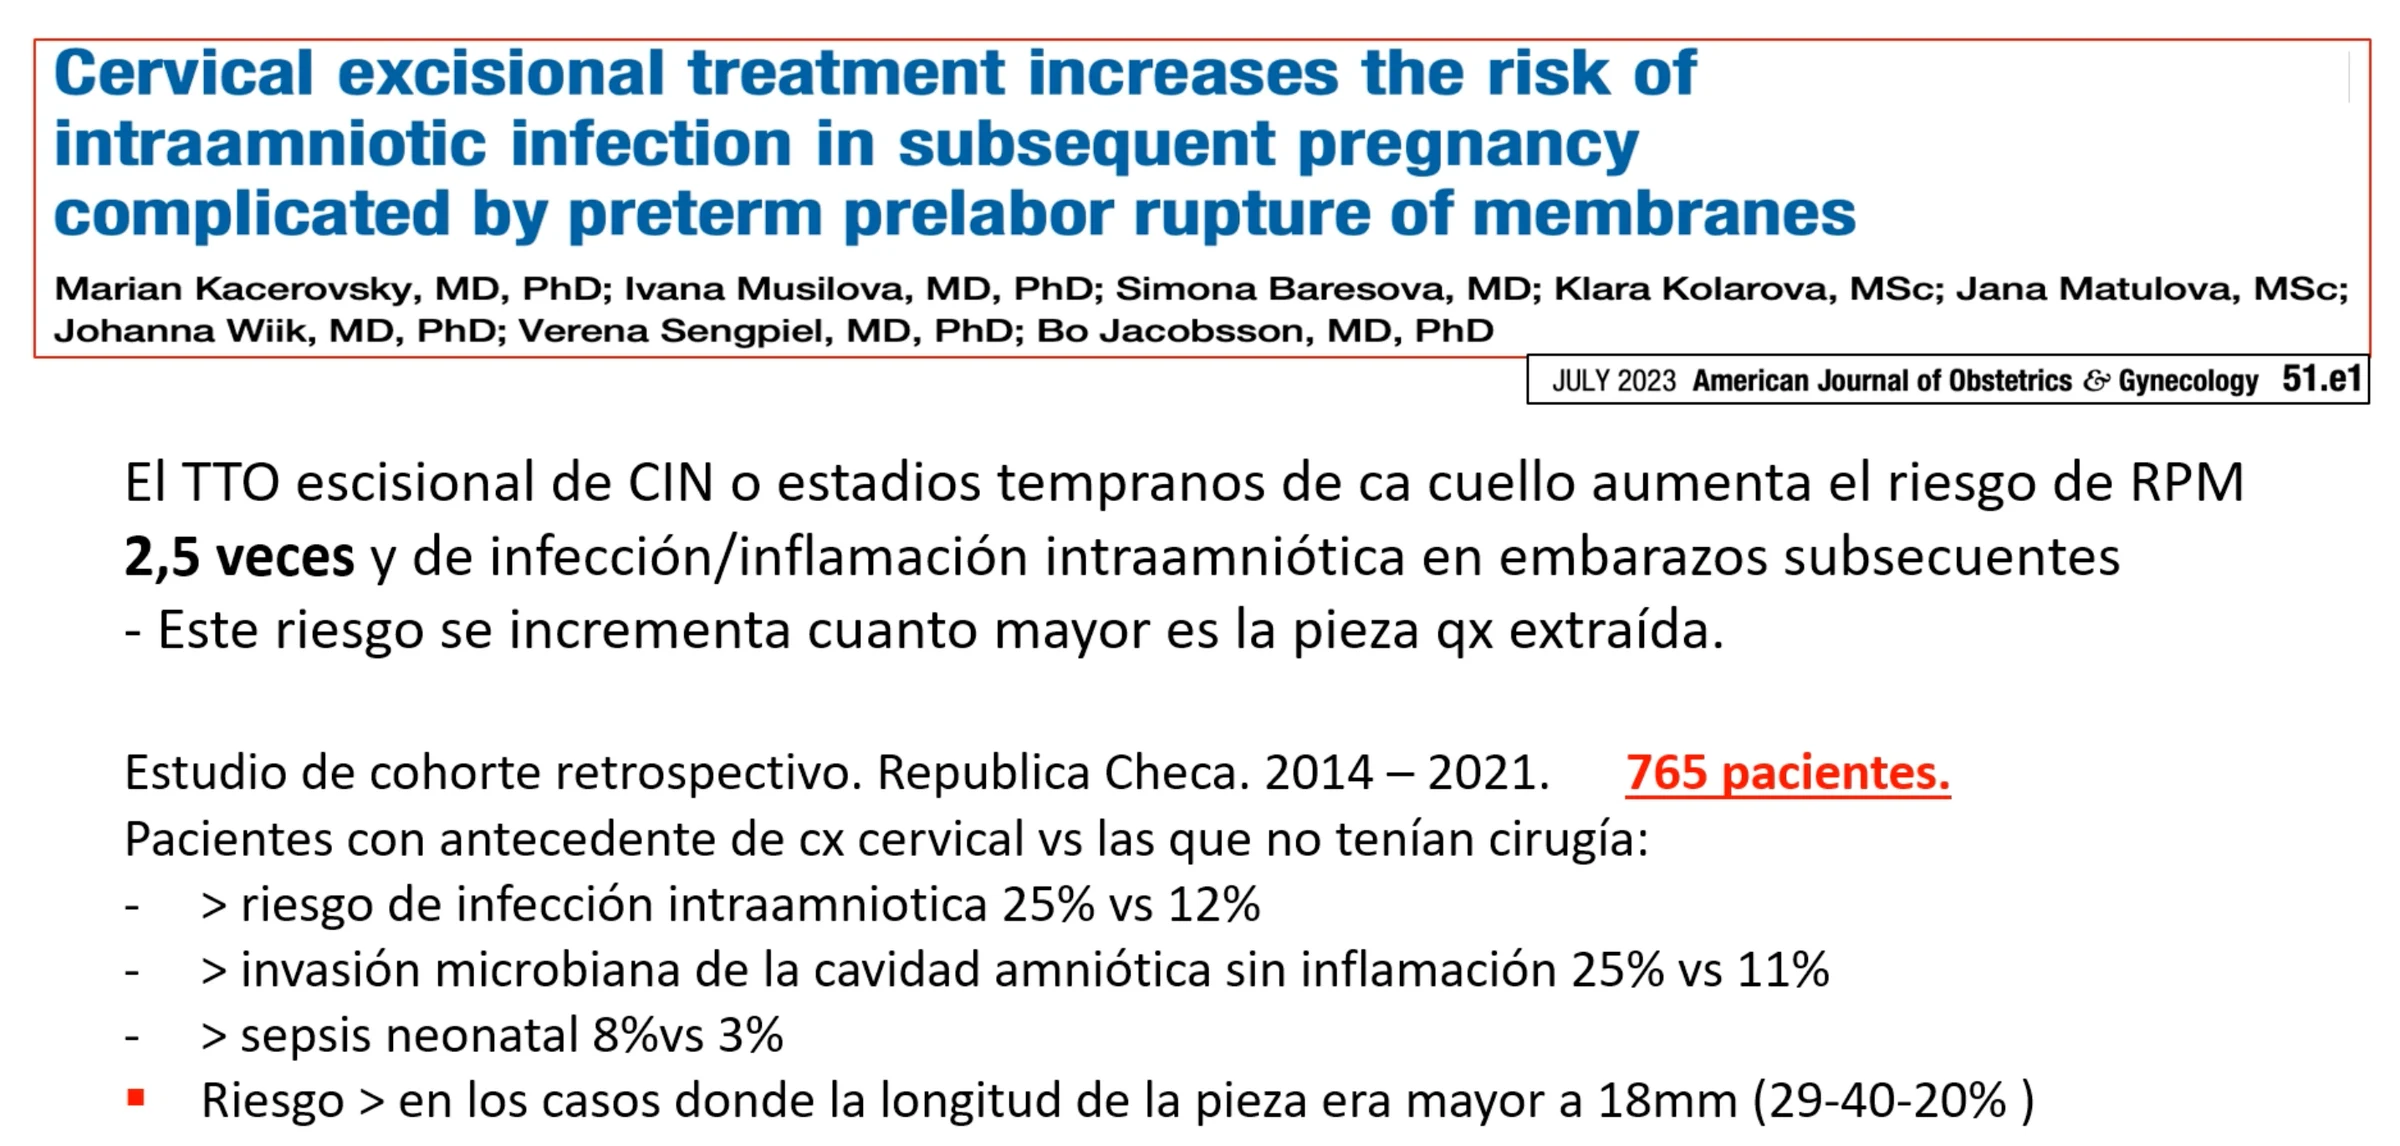 Cervical excisional treatment increases the risk of
intraamniotic infection in subsequent pregnancy
complicated by preterm prelabor rupture of membranes
Marian Kacerovsky, MD, PhD; Ivana Musilova, MD, PhD; Simona Baresova, MD; Klara Kolarova, MSc; Jana Matulova, MSc;
Johanna Wiik, MD, PhD; Verena Sengpiel, MD, PhD; Bo Jacobsson, MD, PhD
JULY 2023 American Journal of Obstetrics & Gynecology 51.e1
El TTO escisional de CIN o estadios tempranos de ca cuello aumenta el riesgo de RPM
2,5 veces y de infección/inflamación intraamniótica en embarazos subsecuentes
- Este riesgo se incrementa cuanto mayor es la pieza qx extraída.
Estudio de cohorte retrospectivo. Republica Checa. 2014 – 2021. 765 pacientes.
Pacientes con antecedente de cx cervical vs las que no tenían cirugía:
- > riesgo de infección intraamniotica 25% vs 12%
- > invasión microbiana de la cavidad amniótica sin inflamación 25% vs 11%
- > sepsis neonatal 8%vs 3%
▪ Riesgo > en los casos donde la longitud de la pieza era mayor a 18mm (29-40-20% )